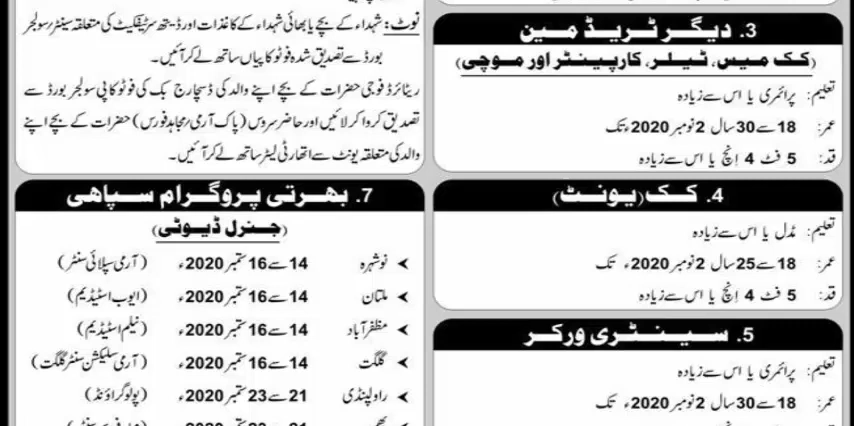 3. دیگر ٹریڈ مین
(کک میس، ٹیلر، کارپینٹر اور موچی)
تعلیم: پرائمری یا اس سے زیادہ
عمر: 18 سے 30 سال 2 نومبر 2020ء تک
قد: 5 فٹ 4 انچ یا اس سے زیادہ
4. کک (یونٹ)
تعلیم: مڈل یا اس سے زیادہ
عمر: 18 سے 25 سال 2 نومبر 2020ء تک
قد: 5 فٹ 4 انچ یا اس سے زیادہ
5. سینٹری ورکر
تعلیم: پرائمری یا اس سے زیادہ
عمر: 18 سے 30 سال 2 نومبر 2020ء تک
نوٹ: شہداء کے بچے یا بھائی شہداء کے کاغذات اور ڈیتھ سرٹیفکیٹ کی متعلقہ سینٹر/سولجر
بورڈ سے تصدیق شدہ فوٹو کاپیاں ساتھ لے کر آئیں۔
ریٹائرڈ فوجی حضرات کے بچے اپنے والد کی ڈسچارج بک کی فوٹو کاپی سولجر بورڈ سے
تصدیق کروا کر لائیں اور حاضر سروس (پاک آرمی/مجاہد فورس) حضرات کے بچے اپنے
والد کی متعلقہ یونٹ سے اتھارٹی لیٹر ساتھ لے کر آئیں۔
7. بھرتی پروگرام سپاہی
(جنرل ڈیوٹی)
نوشہرہ 14 سے 16 ستمبر 2020ء (آرمی سپلائی سنٹر)
ملتان 14 سے 16 ستمبر 2020ء (ایوب اسٹیڈیم)
مظفرآباد 14 سے 16 ستمبر 2020ء (نیلم اسٹیڈیم)
گلگت 14 سے 16 ستمبر 2020ء (آرمی سلیکشن سنٹر گلگت)
راولپنڈی 21 سے 23 ستمبر 2020ء (پولو گراؤنڈ)